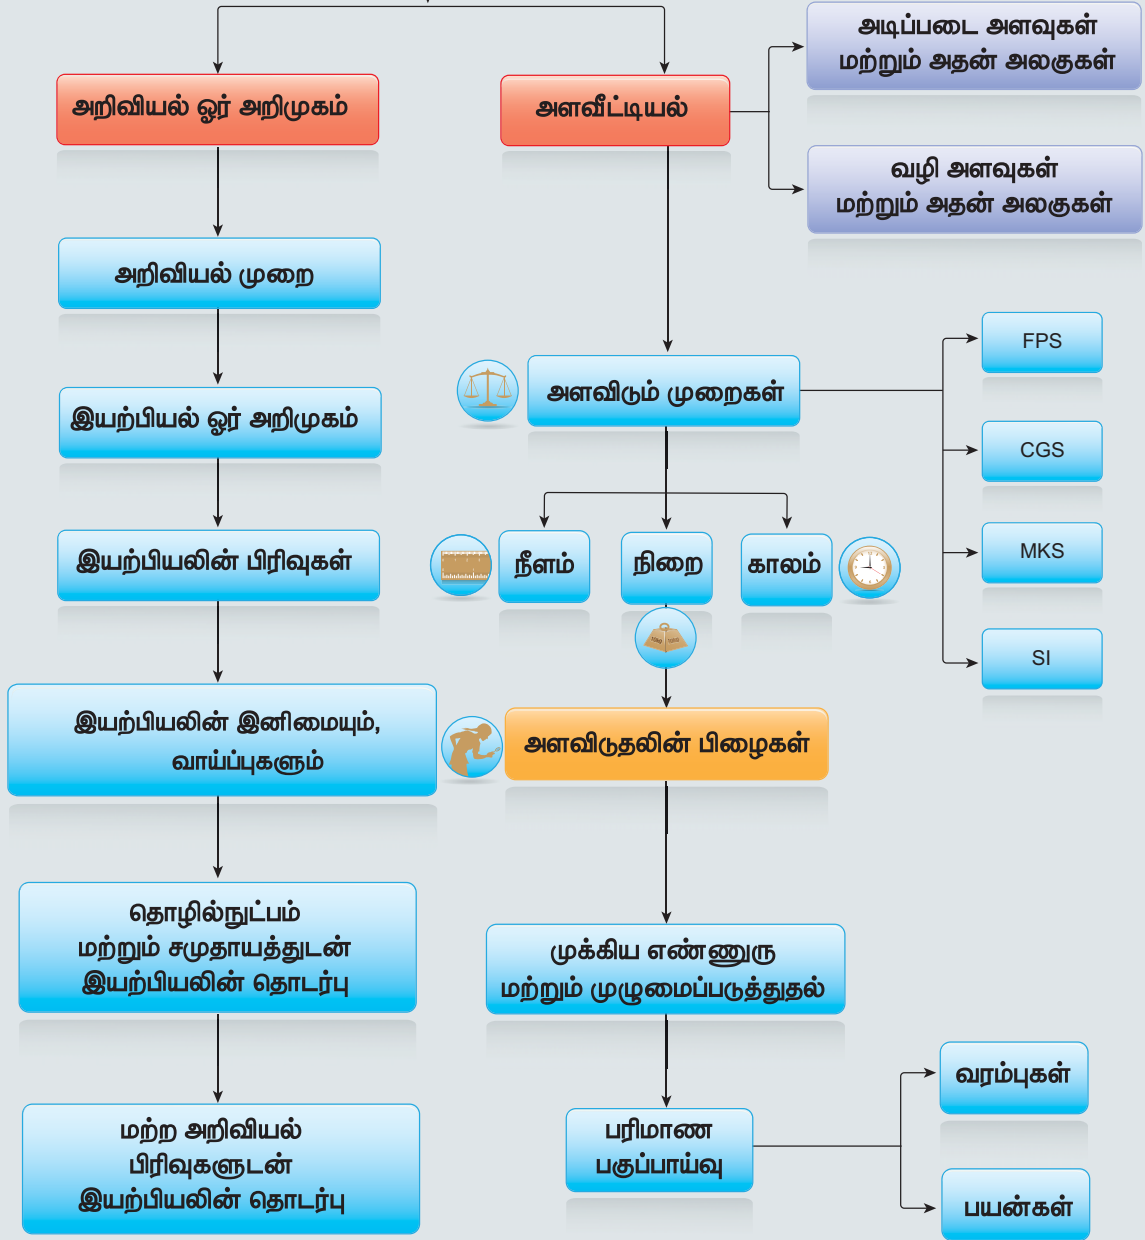 அறிவியல் ஓர் அறிமுகம்
அறிவியல் முறை
இயற்பியல் ஓர் அறிமுகம்
இயற்பியலின் பிரிவுகள்
இயற்பியலின் இனிமையும்,
வாய்ப்புகளும்
தொழில்நுட்பம்
மற்றும் சமுதாயத்துடன்
இயற்பியலின் தொடர்பு
மற்ற அறிவியல்
பிரிவுகளுடன்
இயற்பியலின் தொடர்பு
அளவீட்டியல்
அடிப்படை அளவுகள்
மற்றும் அதன் அலகுகள்
வழி அளவுகள்
மற்றும் அதன் அலகுகள்
அளவிடும் முறைகள்
FPS
CGS
MKS
SI
நீளம்
நிறை
காலம்
அளவிடுதலின் பிழைகள்
முக்கிய எண்ணுரு
மற்றும் முழுமைப்படுத்துதல்
பரிமாண
பகுப்பாய்வு
வரம்புகள்
பயன்கள்